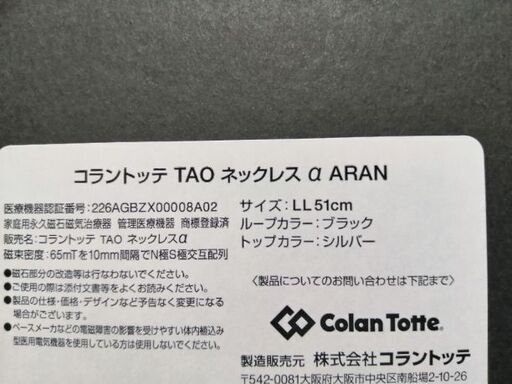 コラントッテ TAO ネックレス α ARAN
医療機器認証番号:226AGBZX00008A02
家庭用永久磁石磁気治療器 管理医療機器 商標登録済
販売名:コラントッテ TAO ネックレスα
磁束密度:65mTを10mm間隔でN極S極交互配列
●磁石部分の改造等は行なわないでください。
●ご使用の際は添付文書等をよくお読みください。
●製品の仕様・価格・デザインなど予告なく変更になる
場合がございます。
●ペースメーカなどの電磁障害の影響を受けやすい体内植込み
型医用電気機器を使用している方は使用しないでください。
サイズ:LL 51cm
ループカラー:ブラック
トップカラー:シルバー
〈製品についてのお問い合わせは下記まで〉
Colan Totte®
製造販売元 株式会社コラントッテ
〒542-0081大阪府大阪市中央区南船場2-10-26